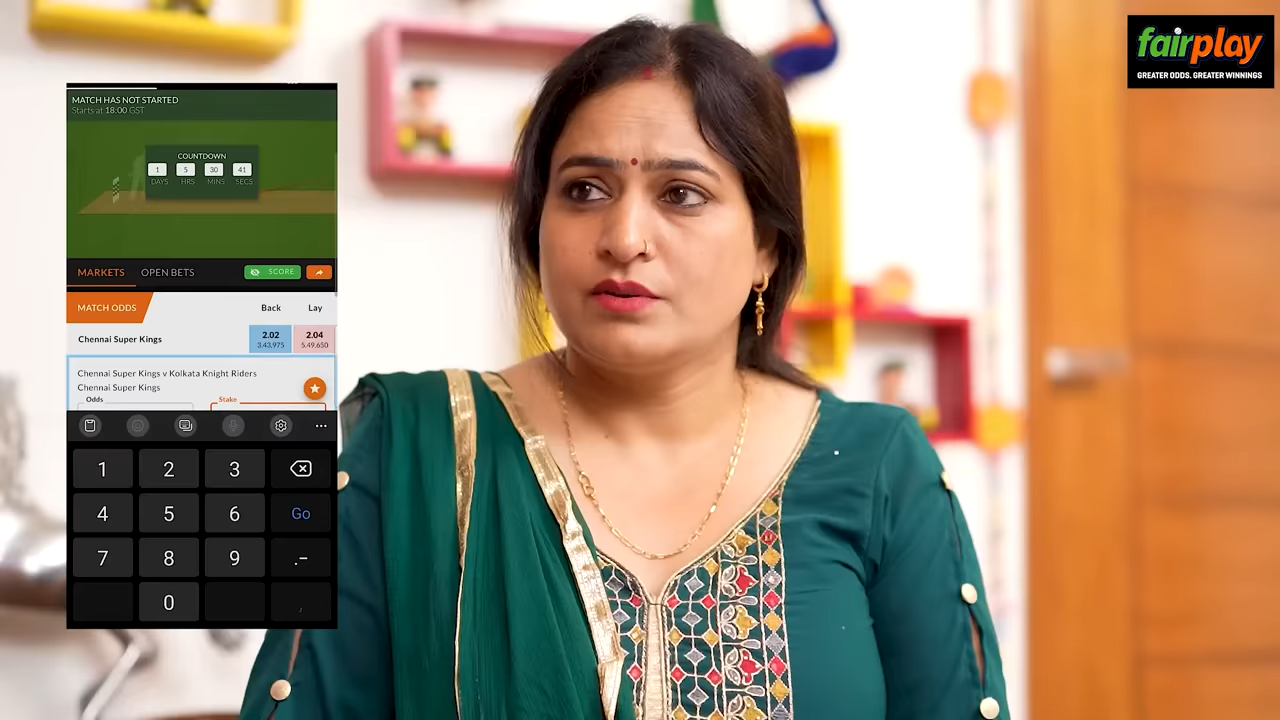 fairplay
GREATER ODDS. GREATER WINNINGS
MATCH HAS NOT STARTED
Starts at 18:00 GST
COUNTDOWN
1 5 30 41
DAYS HRS MINS SECS
MARKETS OPEN BETS SCORE
MATCH ODDS Back Lay
Chennai Super Kings 2.02 2.04
3,43,975 5,49,650
Chennai Super Kings v Kolkata Knight Riders
Chennai Super Kings
Odds Stake
1 2 3
4 5 6 Go
7 8 9 .-
0 ,